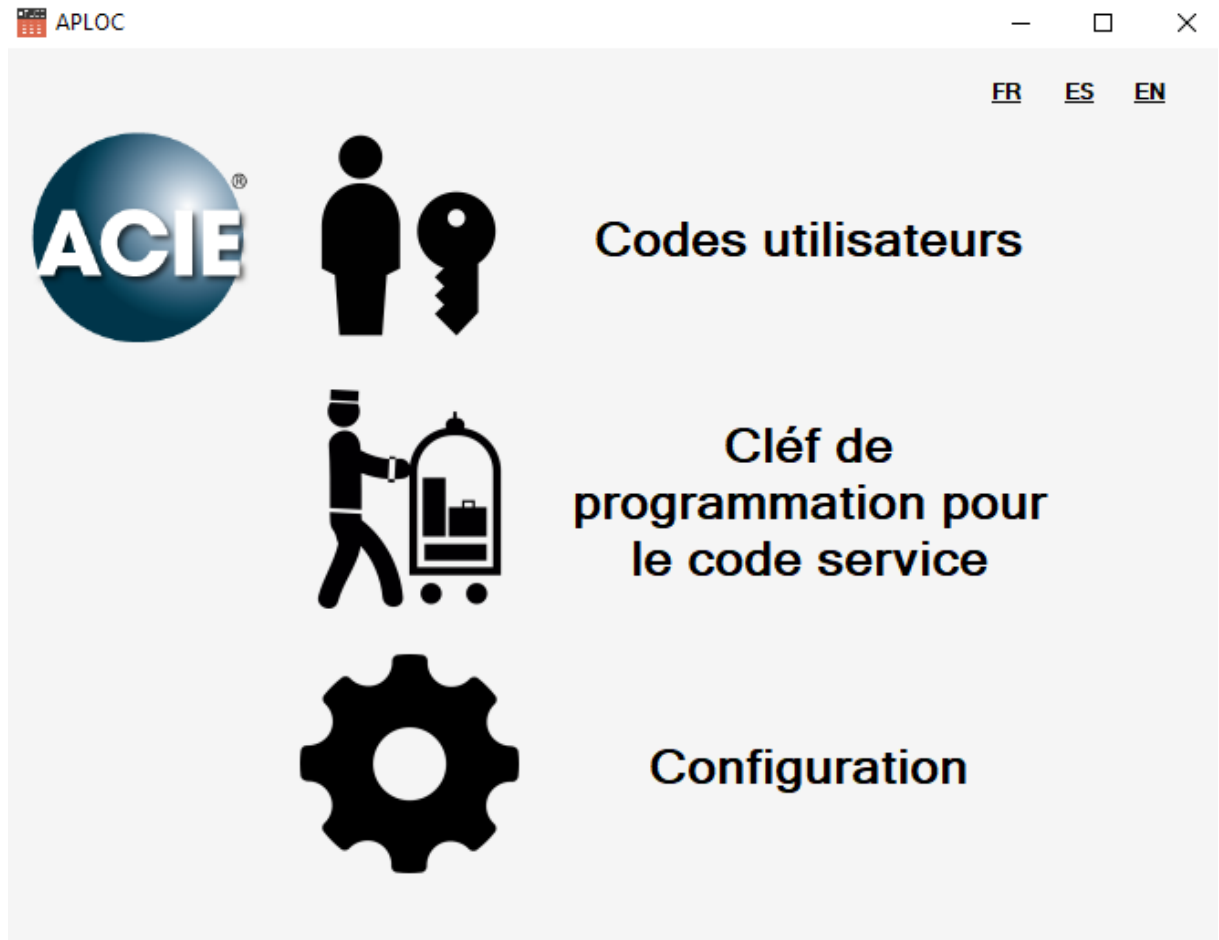 APLOC
FR ES EN
ACIE®
Codes utilisateurs
Cléf de
programmation pour
le code service
Configuration